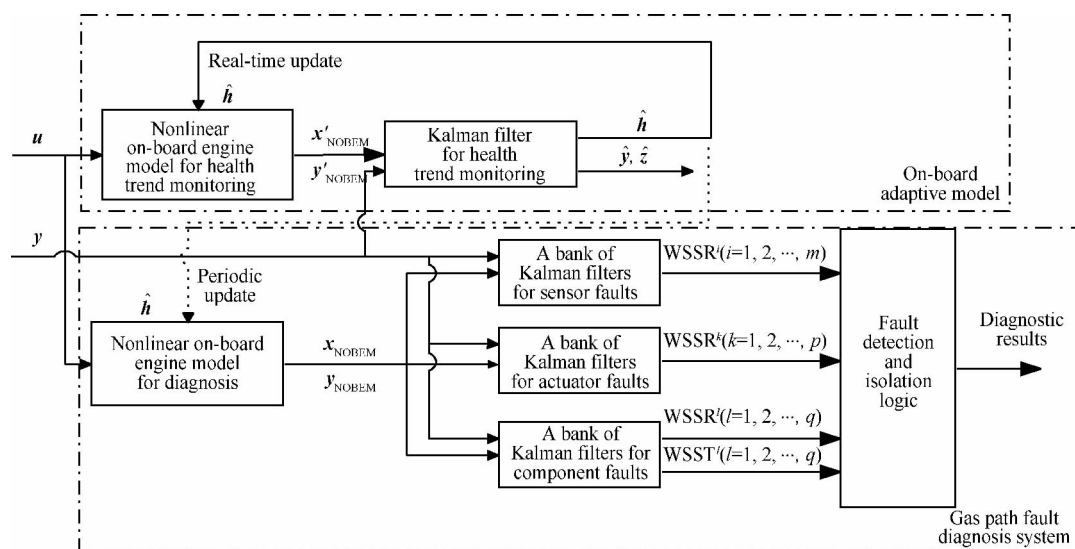 Real-time update
ĥ
u
Nonlinear
on-board engine
model for health
trend monitoring
x′NOBEM
y′NOBEM
Kalman filter
for health
trend monitoring
ĥ
ŷ, ẑ
On-board
adaptive model
y
Periodic
update
ĥ
Nonlinear on-board
engine model
for diagnosis
xNOBEM
yNOBEM
A bank of
Kalman filters
for sensor faults
WSSRⁱ(i=1, 2, ···, m)
A bank of
Kalman filters
for actuator faults
WSSRᵏ(k=1, 2, ···, p)
A bank of
Kalman filters for
component faults
WSSRˡ(l=1, 2, ···, q)
WSSTˡ(l=1, 2, ···, q)
Fault
detection
and
isolation
logic
Diagnostic
results
Gas path fault
diagnosis system